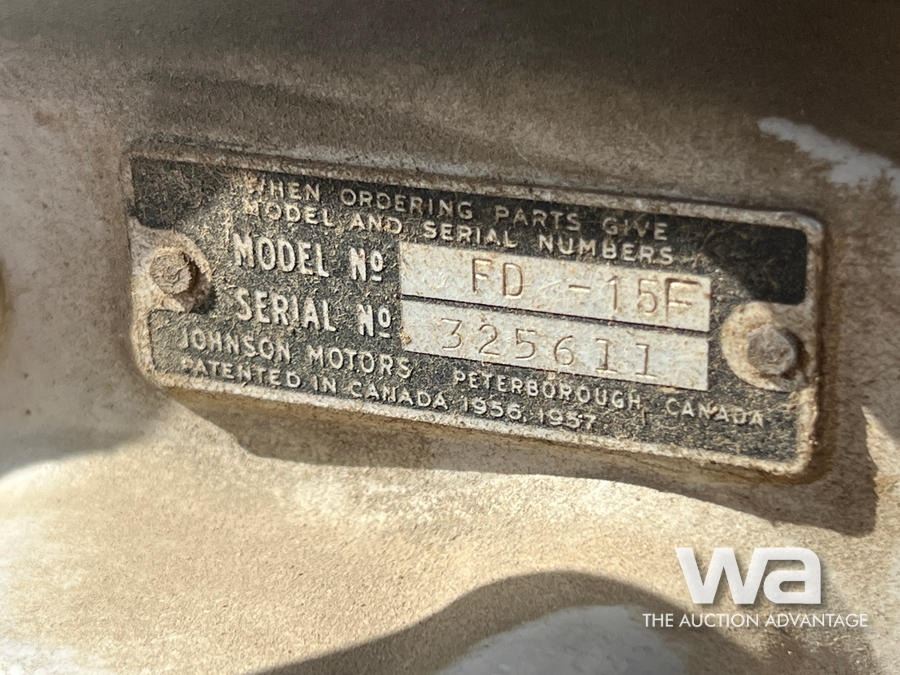 WHEN ORDERING PARTS GIVE
MODEL AND SERIAL NUMBERS
MODEL Nº FD -15F
SERIAL Nº 325611
JOHNSON MOTORS PETERBOROUGH, CANADA
PATENTED IN CANADA 1956, 1957
wa
THE AUCTION ADVANTAGE